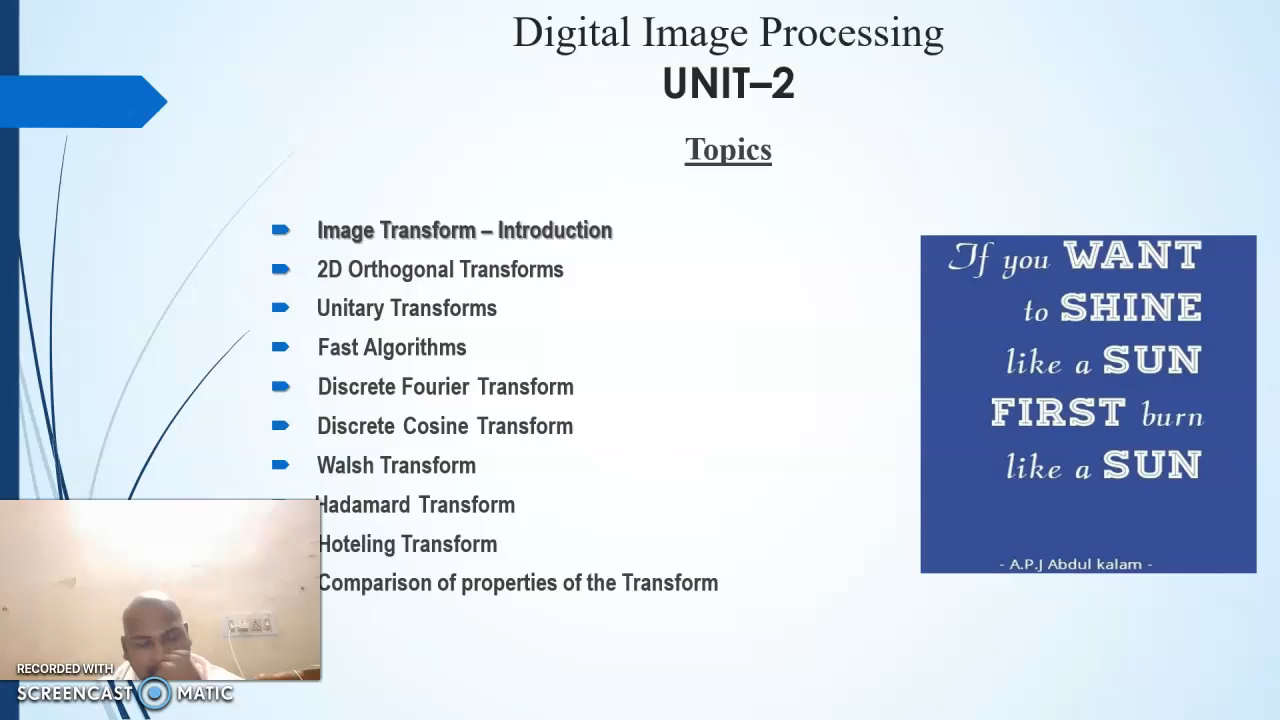 Digital Image Processing
UNIT–2
Topics
Image Transform – Introduction
2D Orthogonal Transforms
Unitary Transforms
Fast Algorithms
Discrete Fourier Transform
Discrete Cosine Transform
Walsh Transform
Hadamard Transform
Hoteling Transform
Comparison of properties of the Transform
If you WANT
to SHINE
like a SUN
FIRST burn
like a SUN
- A.P.J Abdul kalam -
RECORDED WITH
SCREENCAST MATIC